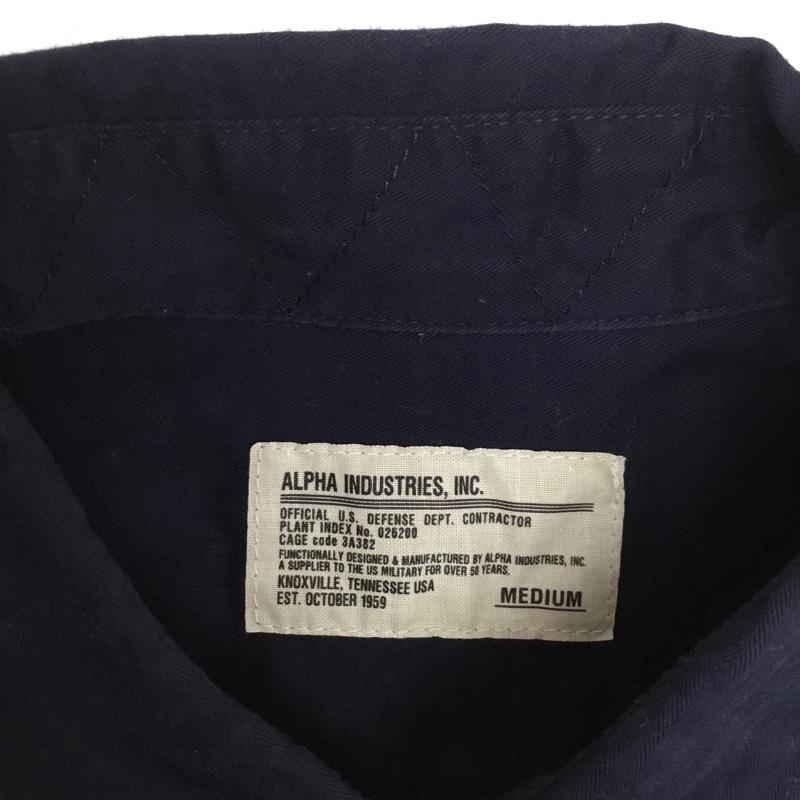 ALPHA INDUSTRIES, INC.
OFFICIAL U.S. DEFENSE DEPT. CONTRACTOR
PLANT INDEX No. 026200
CAGE code 3A382
FUNCTIONALLY DESIGNED & MANUFACTURED BY ALPHA INDUSTRIES, INC.
A SUPPLIER TO THE US MILITARY FOR OVER 50 YEARS.
KNOXVILLE, TENNESSEE USA
EST. OCTOBER 1959
MEDIUM